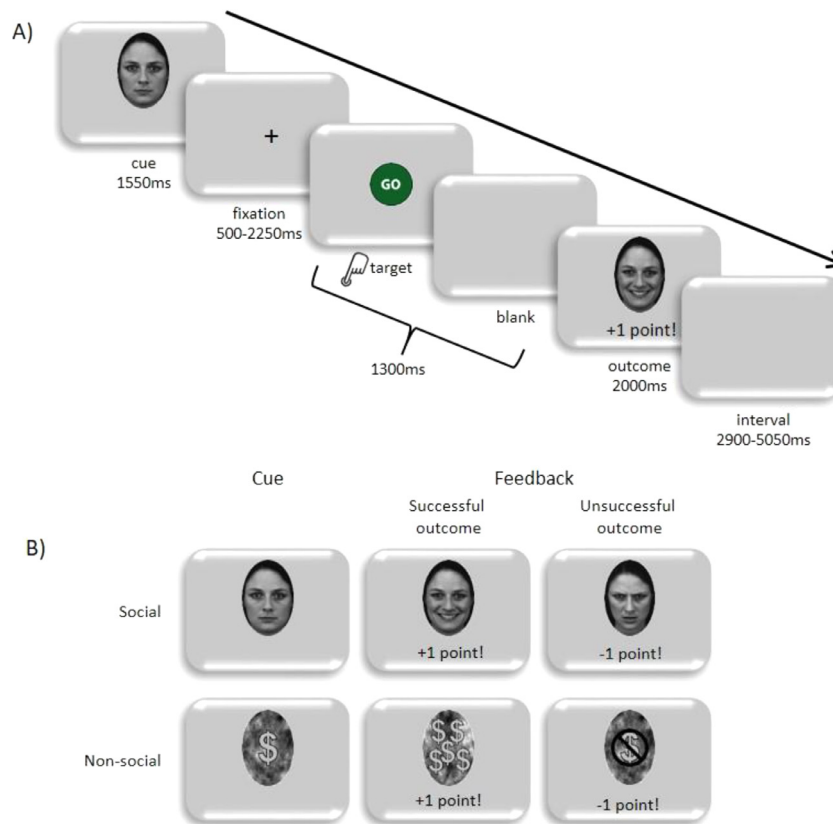 A)
cue
1550ms
+
fixation
500-2250ms
GO
target
blank
1300ms
+1 point!
outcome
2000ms
interval
2900-5050ms
B)
Cue
Feedback
Successful
outcome
Unsuccessful
outcome
Social
+1 point!
-1 point!
Non-social
$
$ $
$
$ $
$
+1 point!
-1 point!